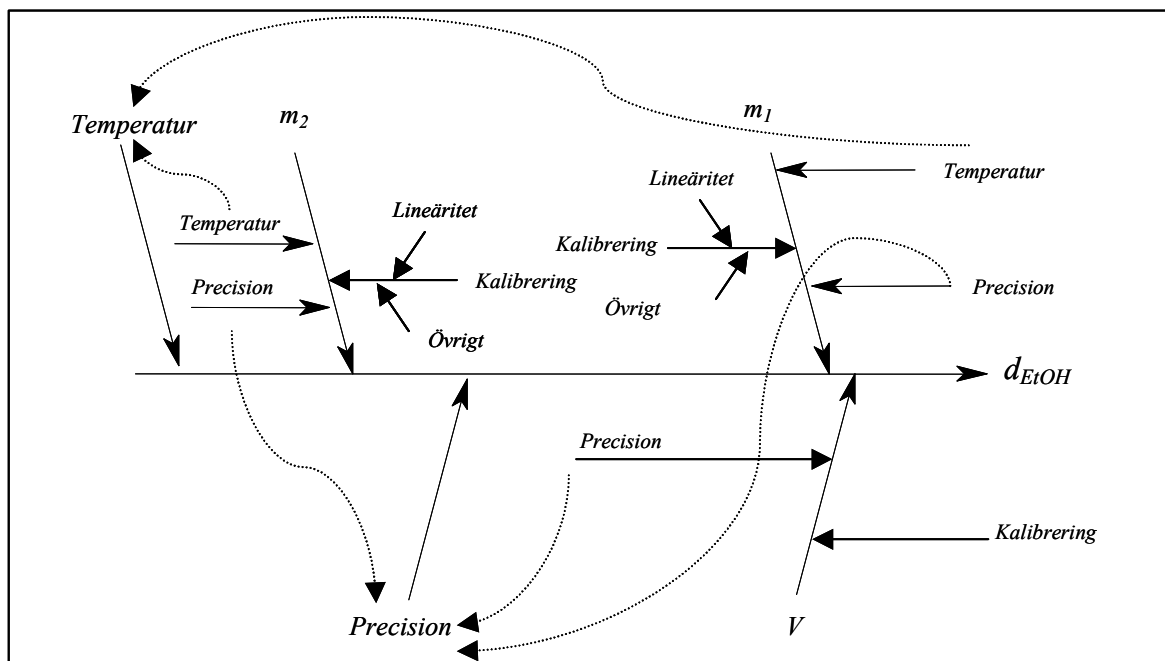 m1
Temperatur
m2
Temperatur
Lineäritet
Lineäritet
Temperatur
Kalibrering
Precision
Kalibrering
Precision
Övrigt
Övrigt
dEtOH
Precision
Kalibrering
Precision
V